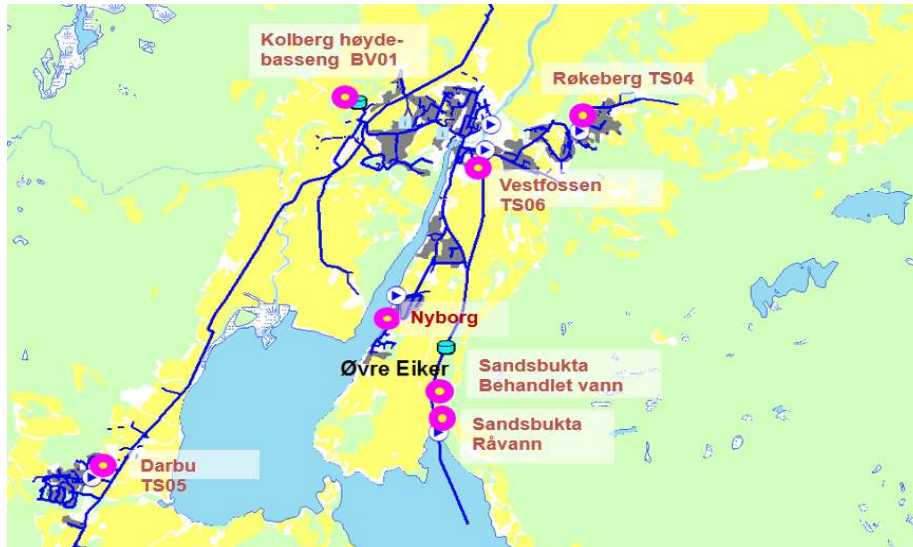 Kolberg høyde-
basseng BV01
Røkeberg TS04
Vestfossen
TS06
Nyborg
Øvre Eiker
Sandsbukta
Behandlet vann
Sandsbukta
Råvann
Darbu
TS05